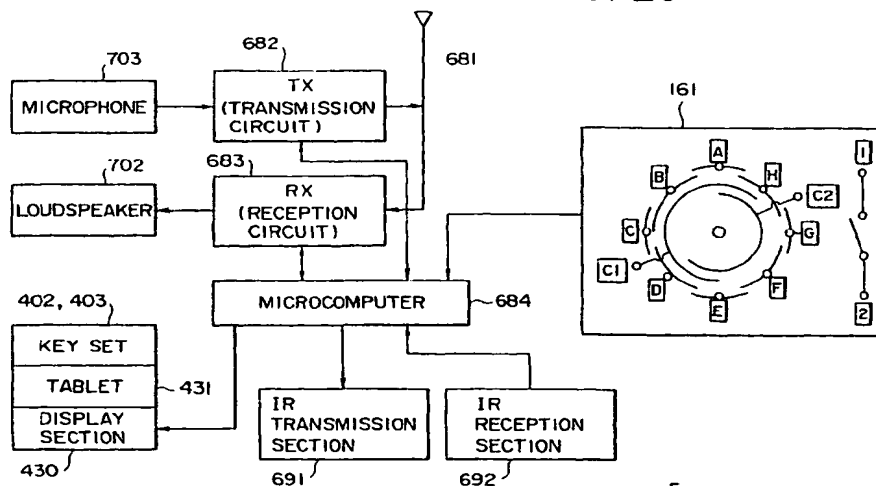 682
681
703
TX
(TRANSMISSION
CIRCUIT)
MICROPHONE
683
702
RX
(RECEPTION
CIRCUIT)
LOUDSPEAKER
MICROCOMPUTER
684
402, 403
KEY SET
TABLET
431
DISPLAY
SECTION
430
IR
TRANSMISSION
SECTION
691
IR
RECEPTION
SECTION
692
161
A
B
H
C2
C
G
C1
D
F
E
1
2